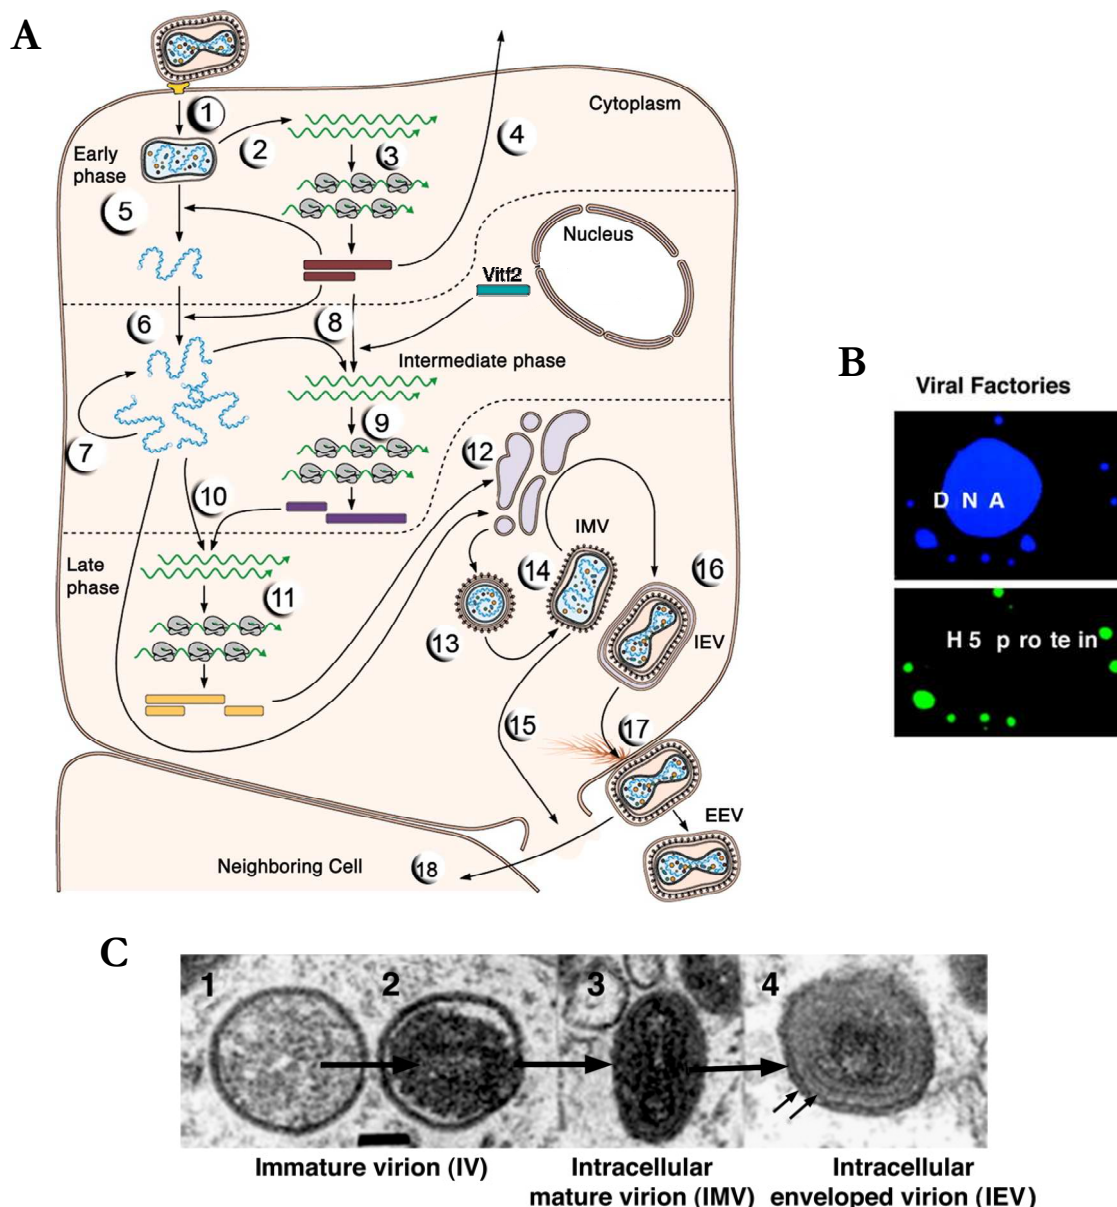 A
1
Cytoplasm
2
3
4
Early
phase
5
Nucleus
Vitf2
6
8
Intermediate phase
7
9
12
10
IMV
Late
phase
11
14
16
13
IEV
15
17
EEV
Neighboring Cell
18
B
Viral Factories
D N A
H5 protein
C
1
2
3
4
Immature virion (IV)
Intracellular
mature virion (IMV)
Intracellular
enveloped virion (IEV)